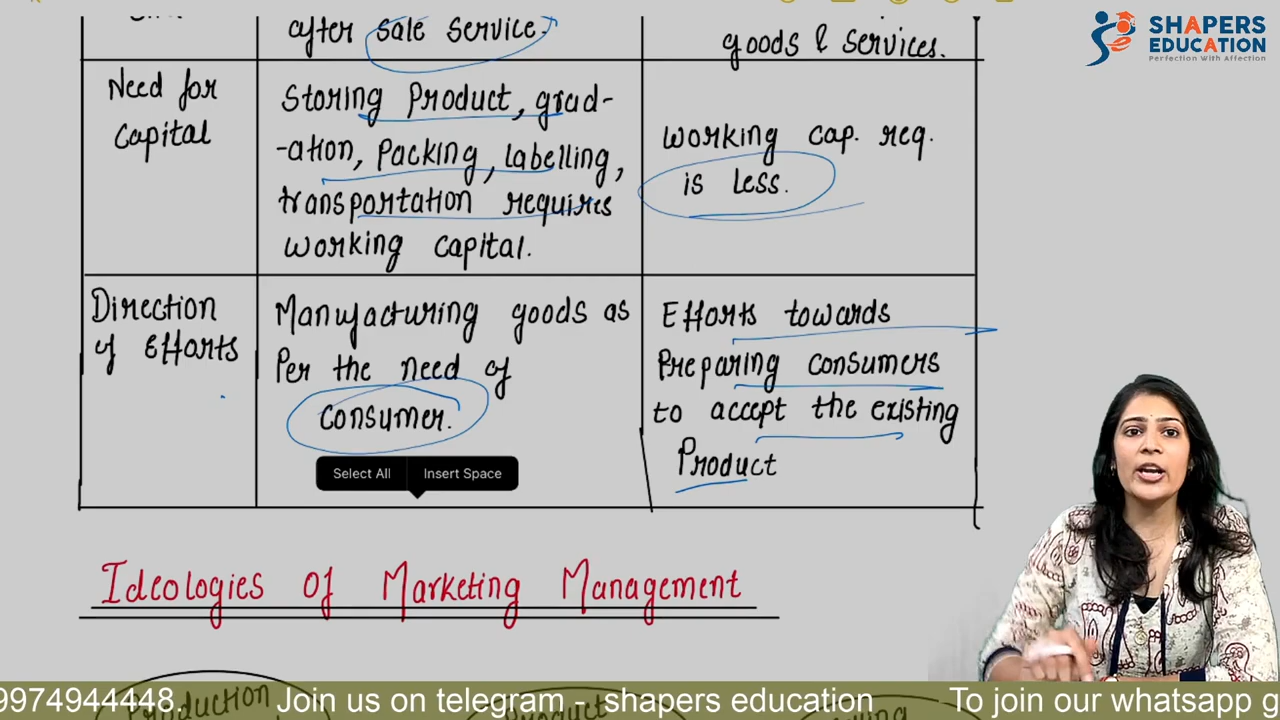 SHAPERS
EDUCATION
Perfection With Affection
after sale service.
goods & services.
Need for
Capital
Storing Product, grad-
-ation, Packing, labelling,
transportation requires
working capital.
working cap. req.
is less.
Direction
of Efforts
Manufacturing goods as
Per the need of
consumer.
Efforts towards
Preparing consumers
to accept the existing
Product
Select All Insert Space
Ideologies of Marketing Management
Production
Product
9974944448. Join us on telegram - shapers education To join our whatsapp g